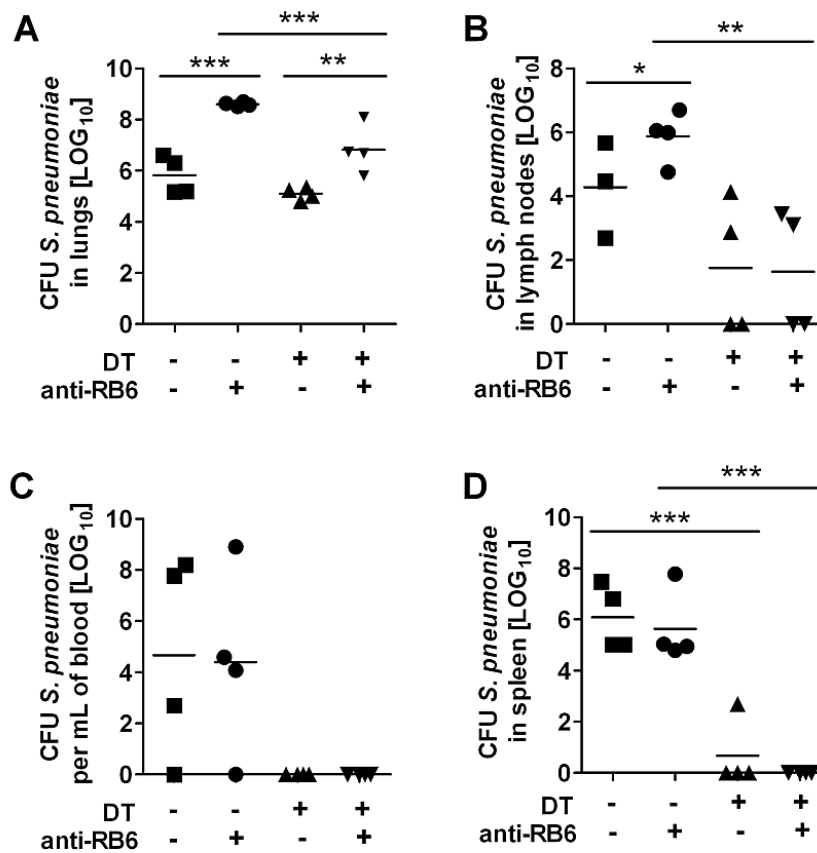 A
CFU S. pneumoniae
in lungs [LOG10]
10
8
6
4
2
0
***
***
**
DT - - + +
anti-RB6 - + - +
B
CFU S. pneumoniae
in lymph nodes [LOG10]
8
6
4
2
0
**
*
DT - - + +
anti-RB6 - + - +
C
CFU S. pneumoniae
per mL of blood [LOG10]
10
8
6
4
2
0
DT - - + +
anti-RB6 - + - +
D
CFU S. pneumoniae
in spleen [LOG10]
10
8
6
4
2
0
***
***
DT - - + +
anti-RB6 - + - +